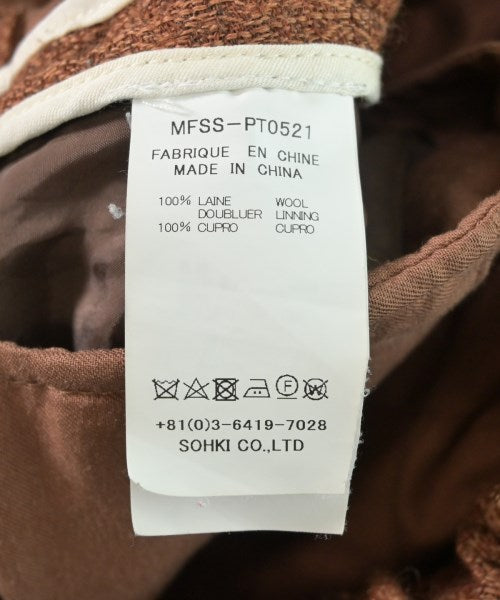 MFSS-PT0521
FABRIQUE EN CHINE
MADE IN CHINA
100% LAINE WOOL
DOUBLUER LINNING
100% CUPRO CUPRO
F W
+81(0)3-6419-7028
SOHKI CO.,LTD